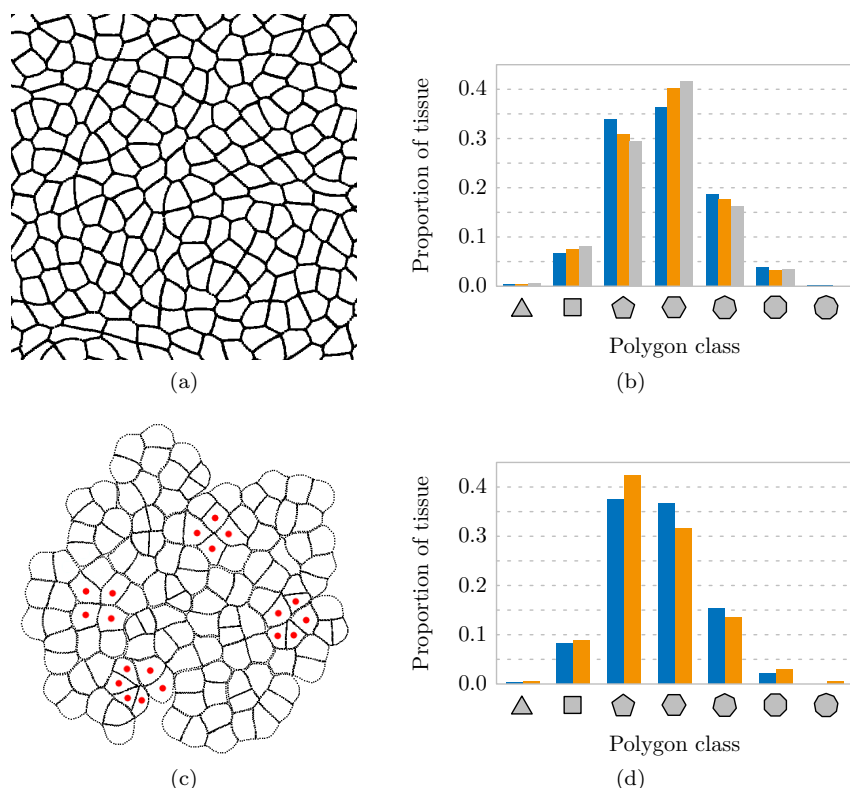 Proportion of tissue
0.4
0.3
0.2
0.1
0.0
Polygon class
(a)
(b)
Proportion of tissue
0.4
0.3
0.2
0.1
0.0
Polygon class
(c)
(d)